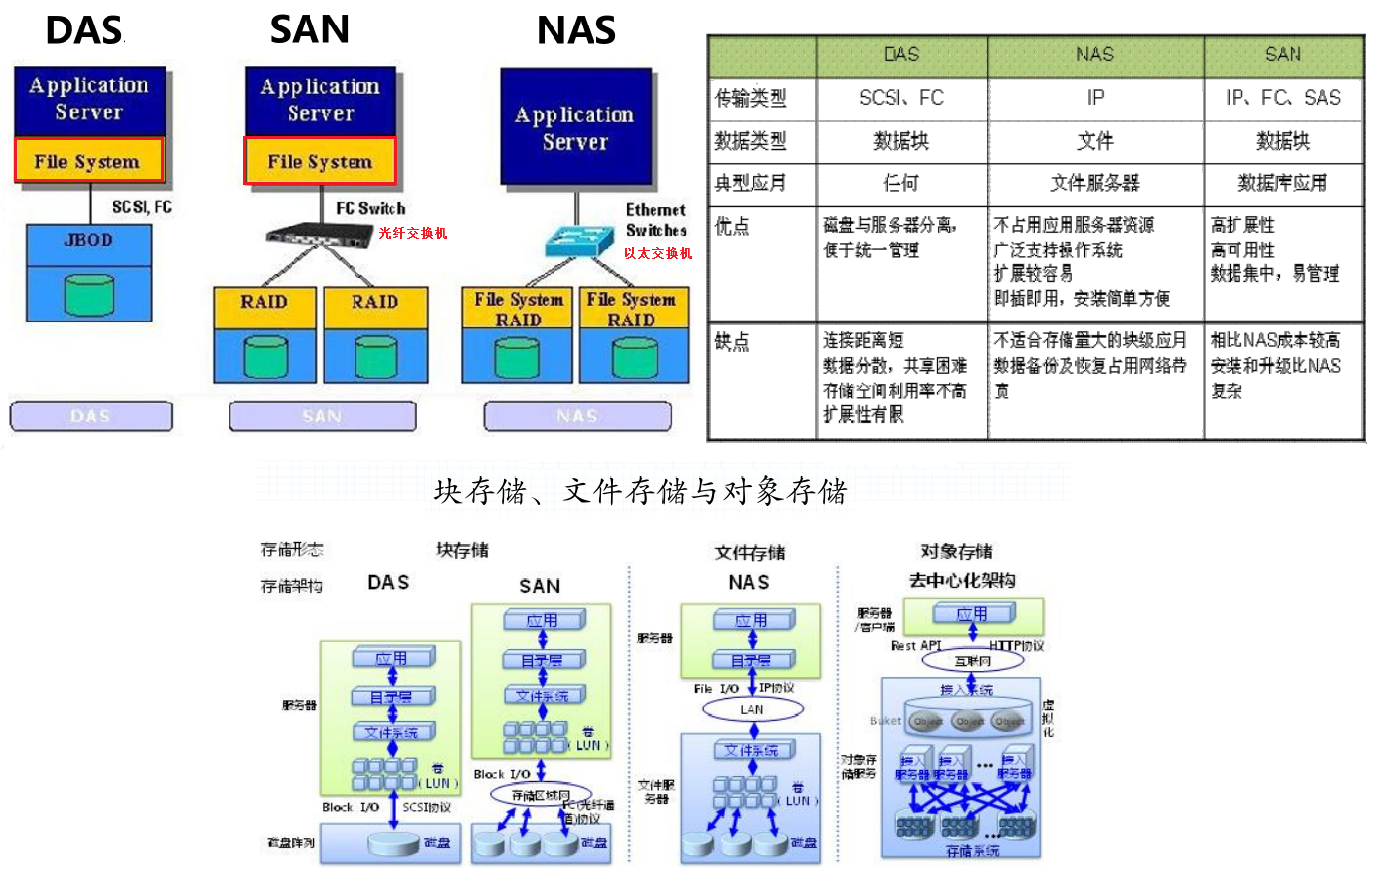 DAS
SAN
NAS
Application
Server
File System
SCSI, FC
JBOD
DAS
Application
Server
File System
FC Switch
光纤交换机
RAID
RAID
SAN
Application
Server
Ethernet
Switches
以太交换机
File System
RAID
File System
RAID
NAS
DAS
NAS
SAN
传输类型
SCSI、FC
IP
IP、FC、SAS
数据类型
数据块
文件
数据块
典型应用
任何
文件服务器
数据库应用
优点
磁盘与服务器分离，
便于统一管理
不占用应用服务器资源
广泛支持操作系统
扩展较容易
即插即用，安装简单方便
高扩展性
高可用性
数据集中，易管理
缺点
连接距离短
数据分散，共享困难
存储空间利用率不高
扩展性有限
不适合存储量大的块级应用
数据备份及恢复占用网络带
宽
相比NAS成本较高
安装和升级比NAS
复杂
块存储、文件存储与对象存储
存储形态
块存储
文件存储
对象存储
存储架构
DAS
SAN
NAS
去中心化架构
服务器
应用
目录层
文件系统
卷
(LUN)
Block I/O
SCSI协议
磁盘阵列
磁盘
应用
目录层
文件系统
卷
(LUN)
Block I/O
存储区域网
FC(光纤通
道)协议
磁盘
服务器
应用
目录层
File I/O
IP协议
LAN
文件系统
文件服
务器
卷
(LUN)
磁盘
服务器
/客户端
应用
Rest API
HTTP协议
互联网
接入系统
Buket
Object
Object
Object
虚
拟
化
对象存
储服务
接入
服务器
接入
服务器
...
接入
服务器
...
存储系统